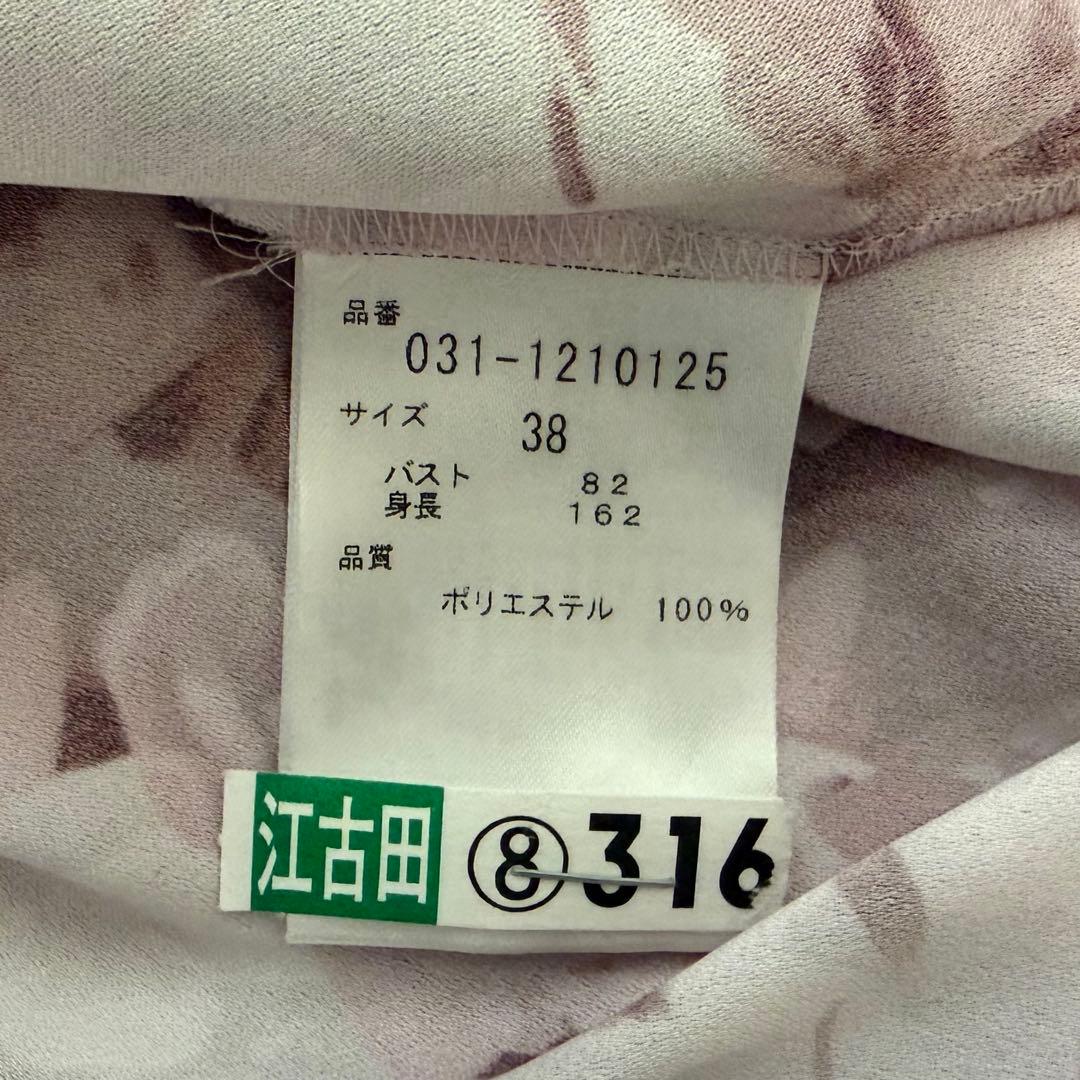 品番
031-1210125
サイズ 38
バスト 82
身長 162
品質
ポリエステル 100%
江古田 ⑧316